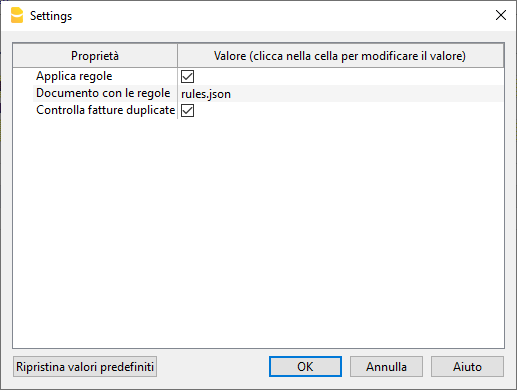 Settings
Proprietà Valore (clicca nella cella per modificare il valore)
Applica regole
Documento con le regole rules.json
Controlla fatture duplicate
Ripristina valori predefiniti OK Annulla Aiuto